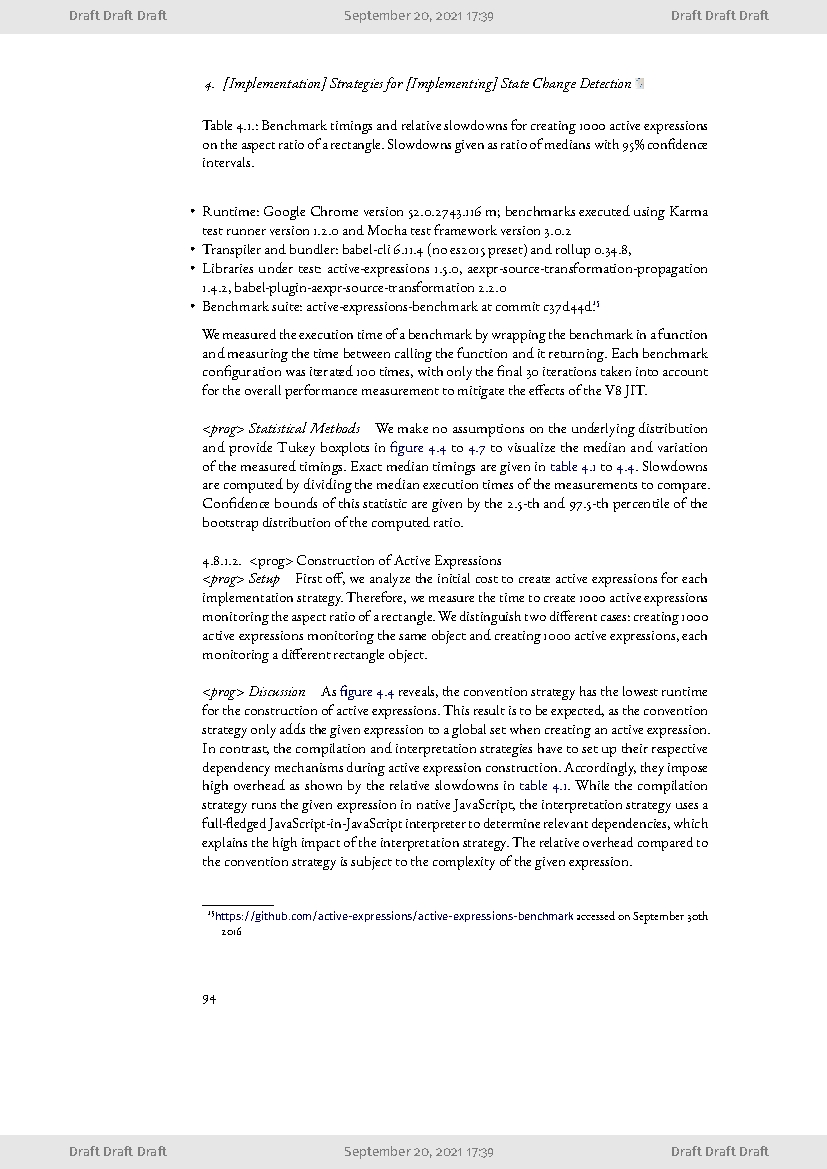 Draft Draft Draft September 20, 2021 17:39 Draft Draft Draft
4. [Implementation] Strategies for [Implementing] State Change Detection
Table 4.1.: Benchmark timings and relative slowdowns for creating 1000 active expressions
on the aspect ratio of a rectangle. Slowdowns given as ratio of medians with 95% confidence
intervals.
• Runtime: Google Chrome version 52.0.2743.116 m; benchmarks executed using Karma
test runner version 1.2.0 and Mocha test framework version 3.0.2
• Transpiler and bundler: babel-cli 6.11.4 (no es2015 preset) and rollup 0.34.8,
• Libraries under test: active-expressions 1.5.0, aexpr-source-transformation-propagation
1.4.2, babel-plugin-aexpr-source-transformation 2.2.0
• Benchmark suite: active-expressions-benchmark at commit c37d44d.15
We measured the execution time of a benchmark by wrapping the benchmark in a function
and measuring the time between calling the function and it returning. Each benchmark
configuration was iterated 100 times, with only the final 30 iterations taken into account
for the overall performance measurement to mitigate the effects of the V8 JIT.
<prog> Statistical Methods We make no assumptions on the underlying distribution
and provide Tukey boxplots in figure 4.4 to 4.7 to visualize the median and variation
of the measured timings. Exact median timings are given in table 4.1 to 4.4. Slowdowns
are computed by dividing the median execution times of the measurements to compare.
Confidence bounds of this statistic are given by the 2.5-th and 97.5-th percentile of the
bootstrap distribution of the computed ratio.
4.8.1.2. <prog> Construction of Active Expressions
<prog> Setup First off, we analyze the initial cost to create active expressions for each
implementation strategy. Therefore, we measure the time to create 1000 active expressions
monitoring the aspect ratio of a rectangle. We distinguish two different cases: creating 1000
active expressions monitoring the same object and creating 1000 active expressions, each
monitoring a different rectangle object.
<prog> Discussion As figure 4.4 reveals, the convention strategy has the lowest runtime
for the construction of active expressions. This result is to be expected, as the convention
strategy only adds the given expression to a global set when creating an active expression.
In contrast, the compilation and interpretation strategies have to set up their respective
dependency mechanisms during active expression construction. Accordingly, they impose
high overhead as shown by the relative slowdowns in table 4.1. While the compilation
strategy runs the given expression in native JavaScript, the interpretation strategy uses a
full-fledged JavaScript-in-JavaScript interpreter to determine relevant dependencies, which
explains the high impact of the interpretation strategy. The relative overhead compared to
the convention strategy is subject to the complexity of the given expression.
15https://github.com/active-expressions/active-expressions-benchmark accessed on September 30th
2016
94
Draft Draft Draft September 20, 2021 17:39 Draft Draft Draft